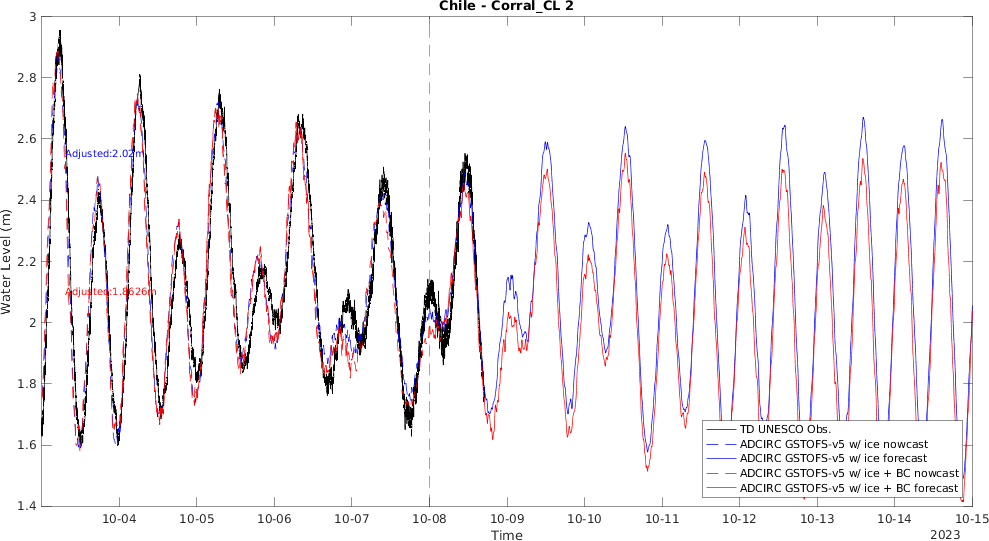 Chile - Corral_CL 2
Water Level (m)
3
2.8
2.6
2.4
2.2
2
1.8
1.6
1.4
Adjusted:2.02m
Adjusted:1.8626m
TD UNESCO Obs.
ADCIRC GSTOFS-v5 w/ ice nowcast
ADCIRC GSTOFS-v5 w/ ice forecast
ADCIRC GSTOFS-v5 w/ ice + BC nowcast
ADCIRC GSTOFS-v5 w/ ice + BC forecast
10-04 10-05 10-06 10-07 10-08 10-09 10-10 10-11 10-12 10-13 10-14 10-15
Time
2023